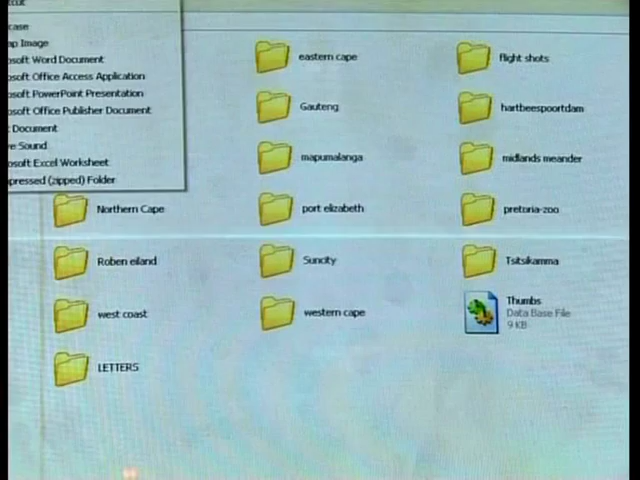 case
ap Image
osoft Word Document
osoft Office Access Application
osoft PowerPoint Presentation
osoft Office Publisher Document
t Document
ve Sound
osoft Excel Worksheet
pressed (zipped) Folder
eastern cape
flight shots
Gauteng
hartbeespoortdam
mapumalanga
midlands meander
Northern Cape
port elizabeth
pretoria-zoo
Roben eiland
Suncity
Tsitsikamma
west coast
western cape
Thumbs
Data Base File
9 KB
LETTERS